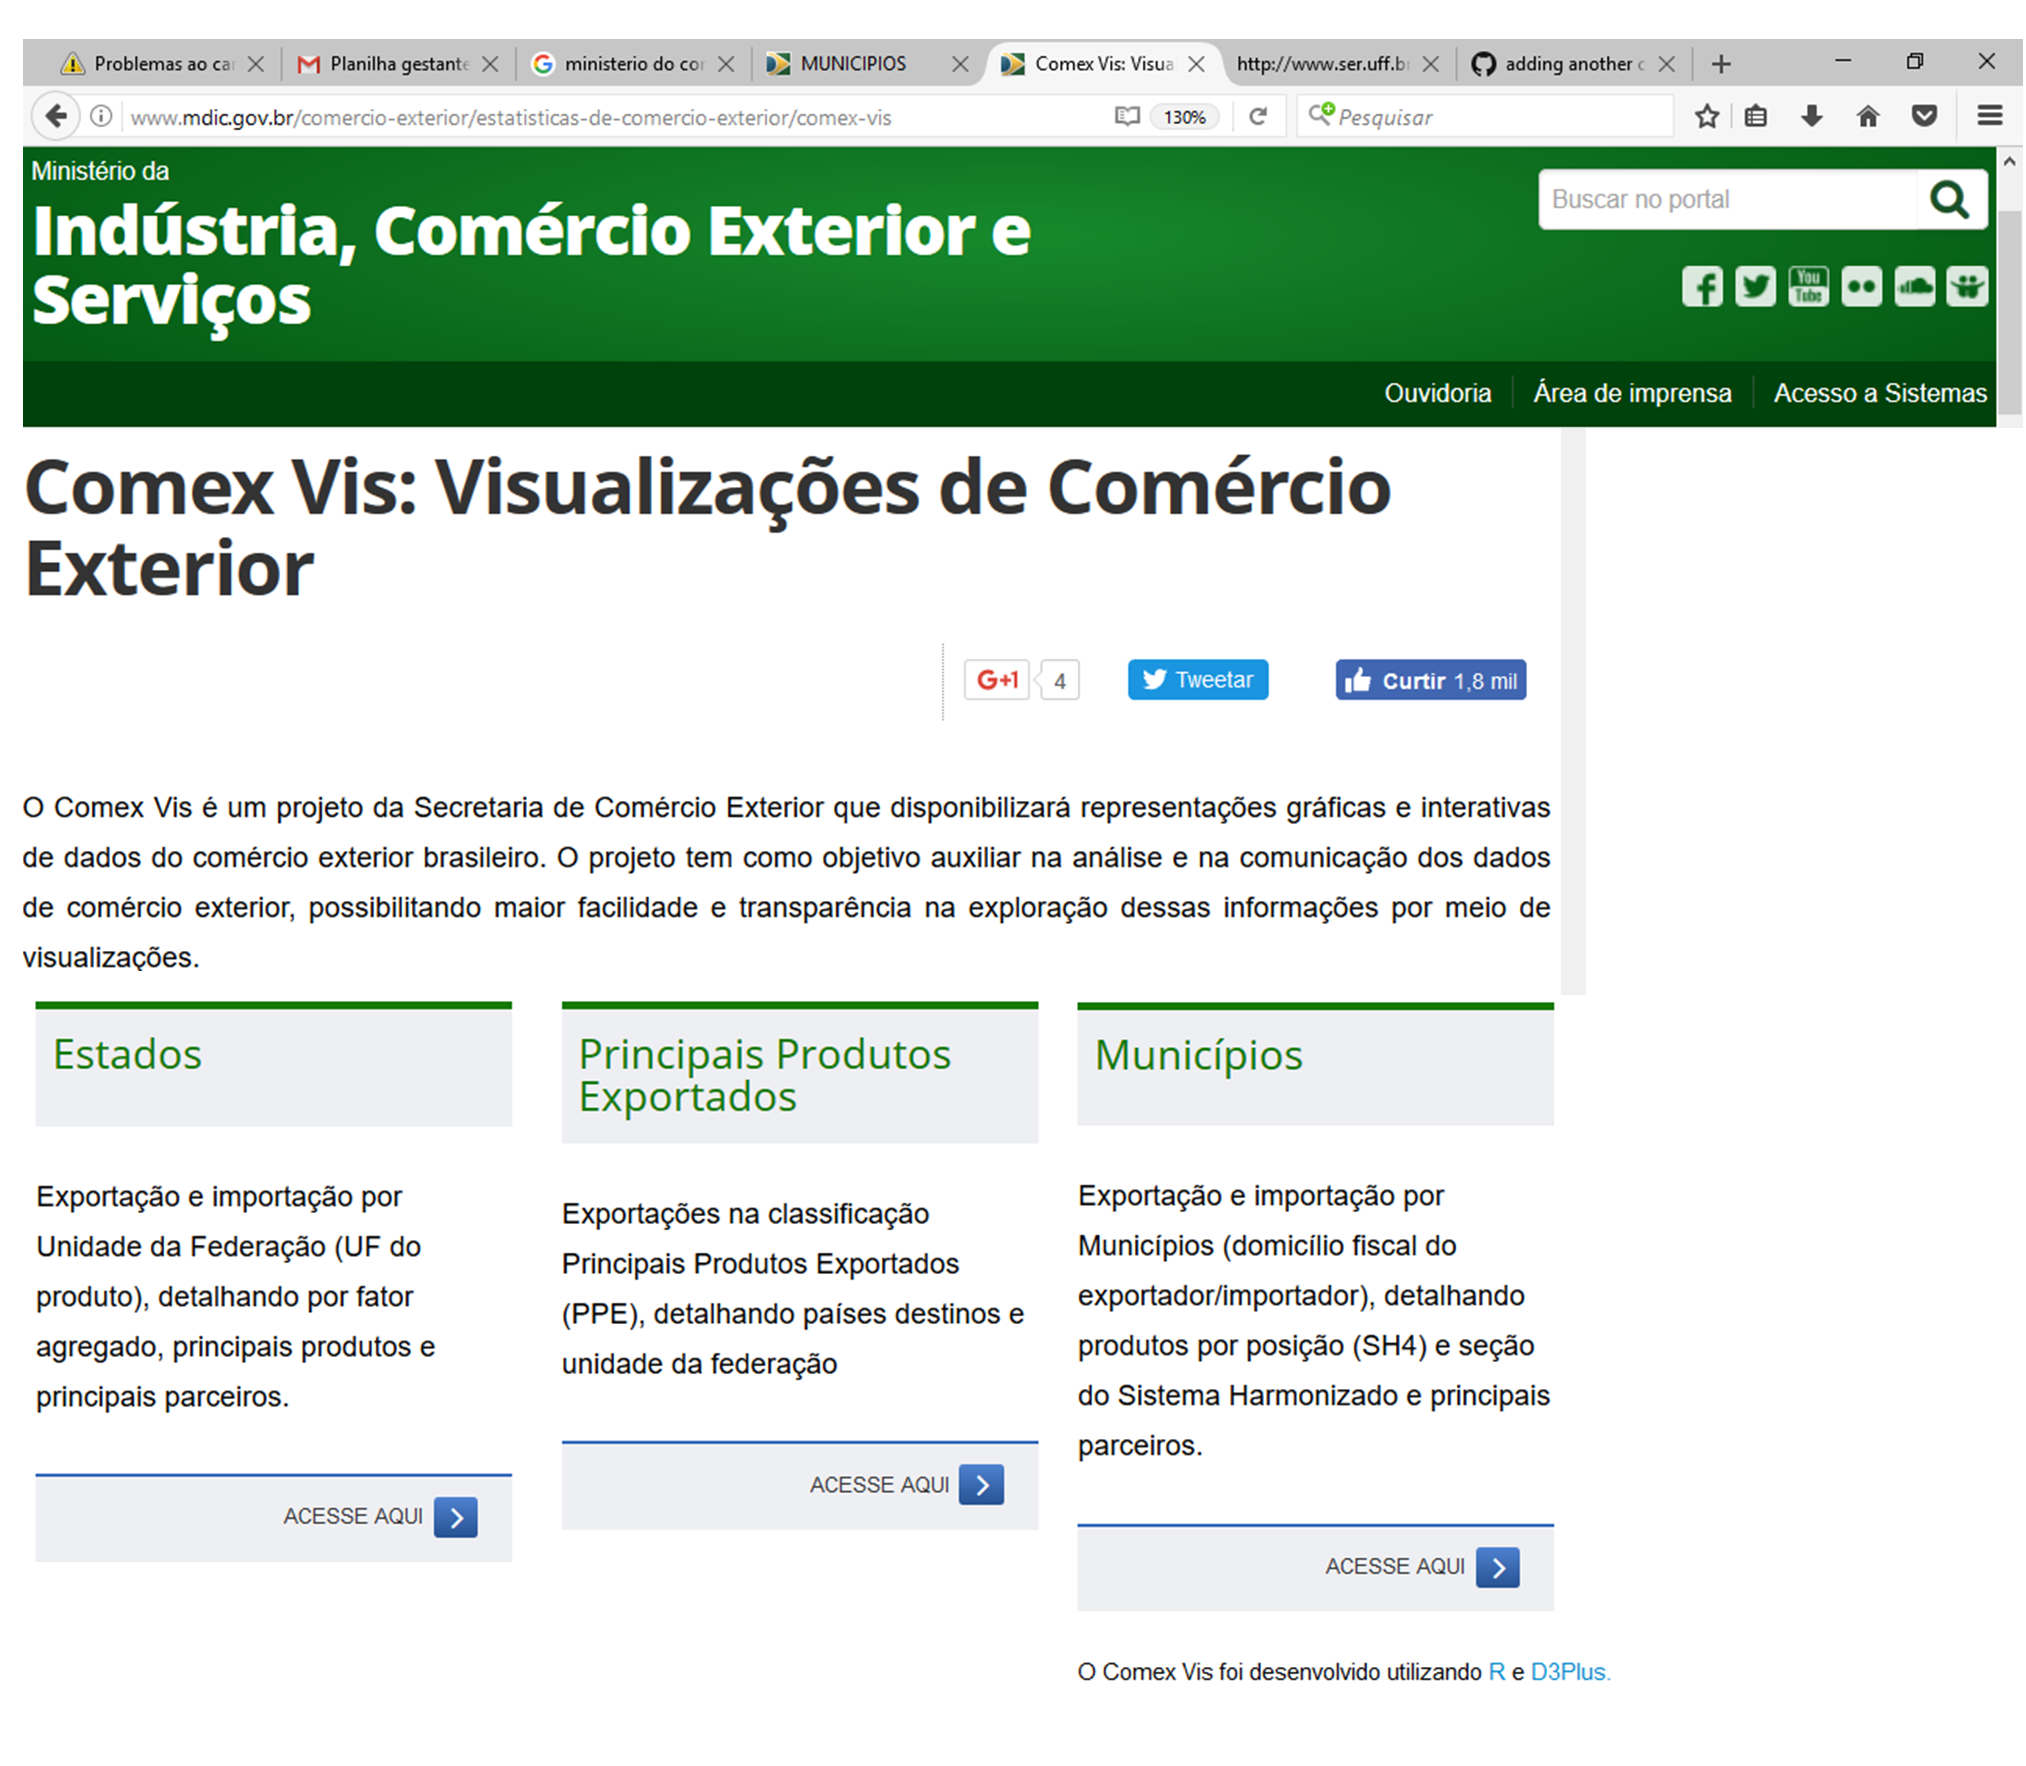 Problemas ao car
Planilha gestante
ministerio do cor
MUNICIPIOS
Comex Vis: Visua
http://www.ser.uff.br
adding another c
www.mdic.gov.br/comercio-exterior/estatisticas-de-comercio-exterior/comex-vis
130%
Pesquisar
Ministério da
Indústria, Comércio Exterior e
Serviços
Buscar no portal
You
Tube
Ouvidoria
Área de imprensa
Acesso a Sistemas
Comex Vis: Visualizações de Comércio
Exterior
G+1 4
Tweetar
Curtir 1,8 mil
O Comex Vis é um projeto da Secretaria de Comércio Exterior que disponibilizará representações gráficas e interativas
de dados do comércio exterior brasileiro. O projeto tem como objetivo auxiliar na análise e na comunicação dos dados
de comércio exterior, possibilitando maior facilidade e transparência na exploração dessas informações por meio de
visualizações.
Estados
Exportação e importação por
Unidade da Federação (UF do
produto), detalhando por fator
agregado, principais produtos e
principais parceiros.
ACESSE AQUI
Principais Produtos
Exportados
Exportações na classificação
Principais Produtos Exportados
(PPE), detalhando países destinos e
unidade da federação
ACESSE AQUI
Municípios
Exportação e importação por
Municípios (domicílio fiscal do
exportador/importador), detalhando
produtos por posição (SH4) e seção
do Sistema Harmonizado e principais
parceiros.
ACESSE AQUI
O Comex Vis foi desenvolvido utilizando R e D3Plus.